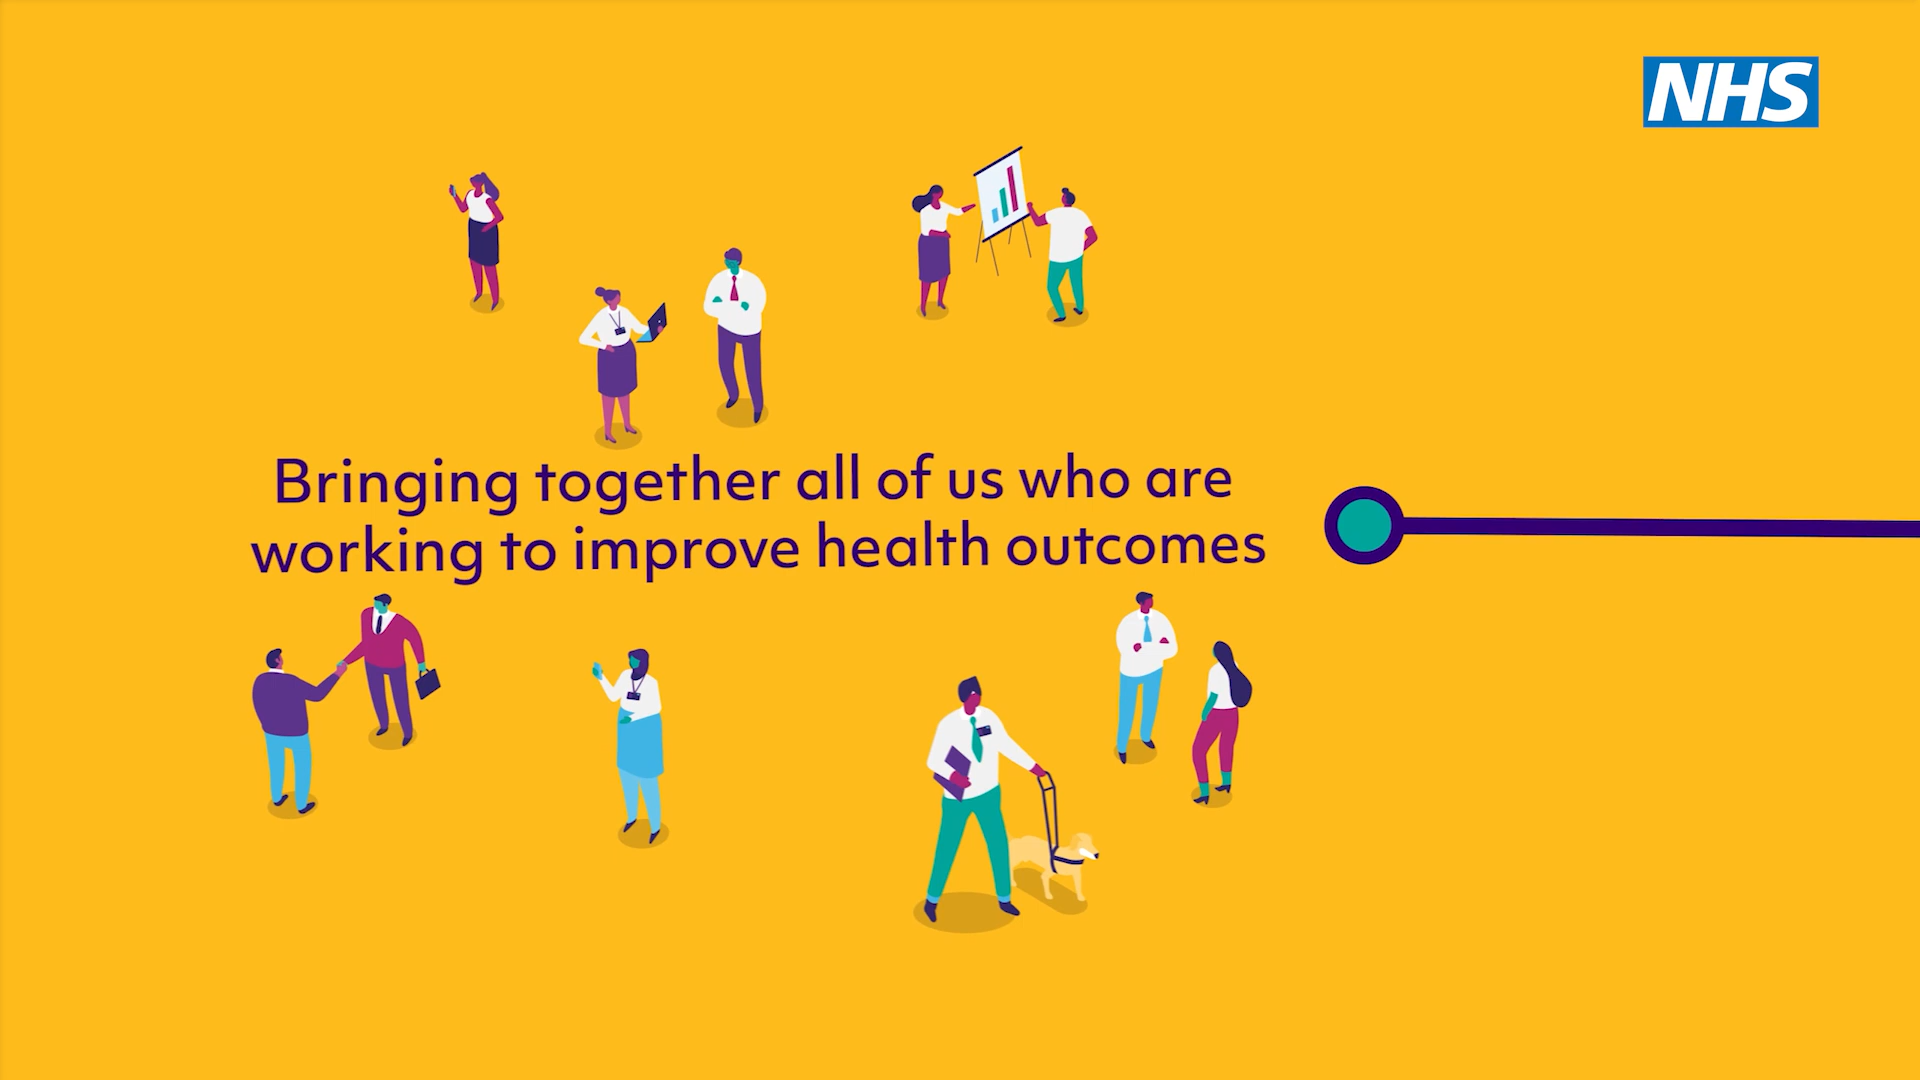 NHS
Bringing together all of us who are
working to improve health outcomes